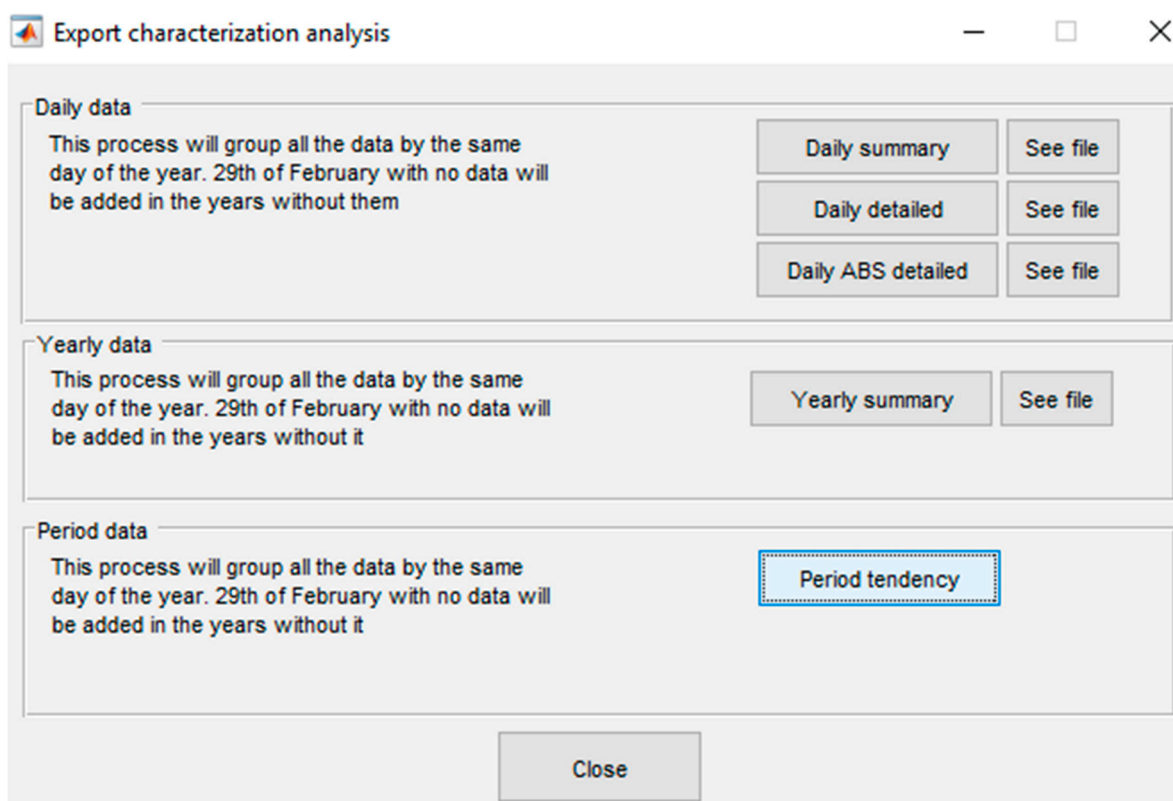 Export characterization analysis
Daily data
This process will group all the data by the same
day of the year. 29th of February with no data will
be added in the years without them
Daily summary
See file
Daily detailed
See file
Daily ABS detailed
See file
Yearly data
This process will group all the data by the same
day of the year. 29th of February with no data will
be added in the years without it
Yearly summary
See file
Period data
This process will group all the data by the same
day of the year. 29th of February with no data will
be added in the years without it
Period tendency
Close